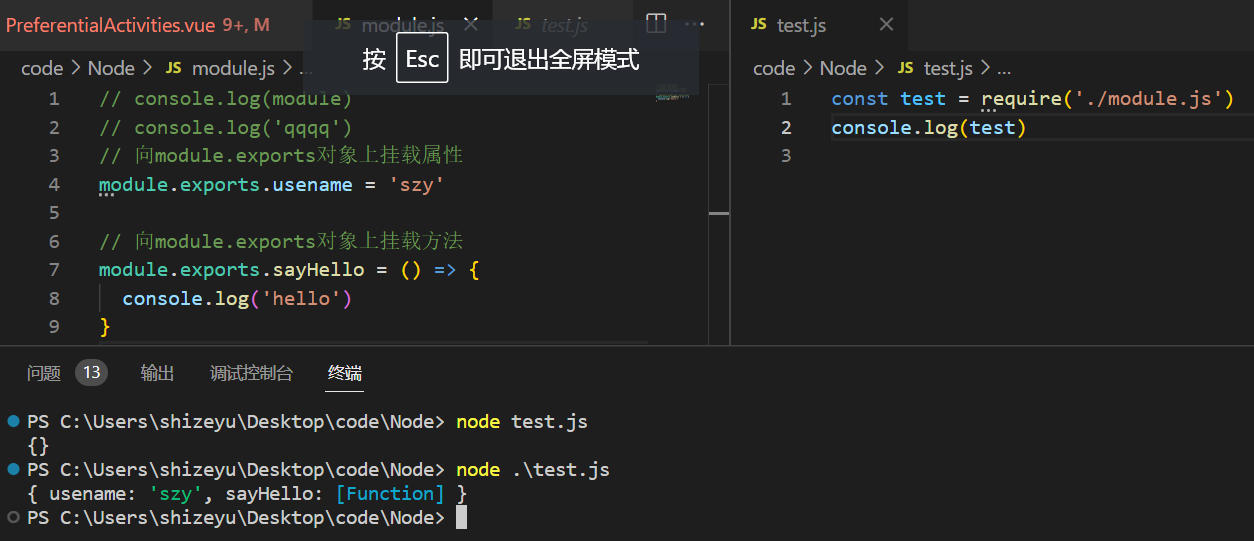 PreferentialActivities.vue 9+, M JS module.js JS test.js
按 Esc 即可退出全屏模式
code > Node > JS module.js > ...
1 // console.log(module)
2 // console.log('qqqq')
3 // 向module.exports对象上挂载属性
4 module.exports.usename = 'szy'
5
6 // 向module.exports对象上挂载方法
7 module.exports.sayHello = () => {
8 console.log('hello')
9 }
JS test.js
code > Node > JS test.js > ...
1 const test = require('./module.js')
2 console.log(test)
3
问题 13 输出 调试控制台 终端
PS C:\Users\shizeyu\Desktop\code\Node> node test.js
{}
PS C:\Users\shizeyu\Desktop\code\Node> node .\test.js
{ usename: 'szy', sayHello: [Function] }
PS C:\Users\shizeyu\Desktop\code\Node>